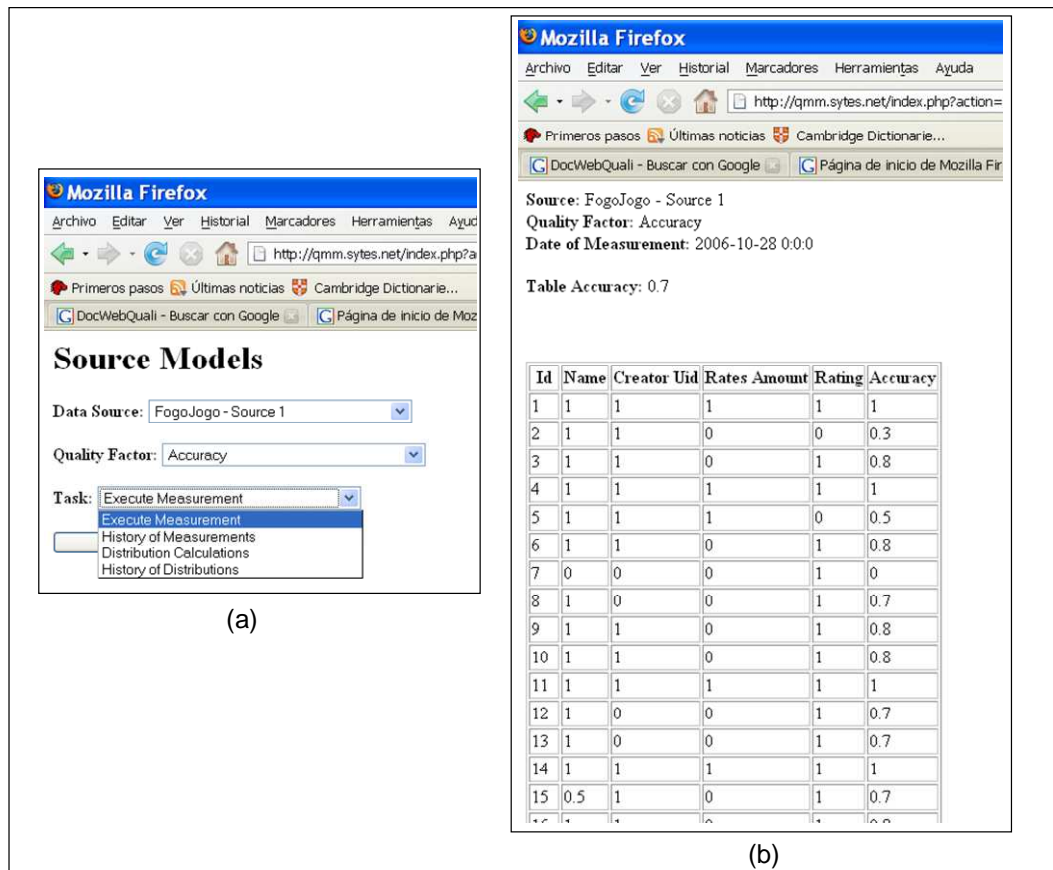 Mozilla Firefox
Archivo Editar Ver Historial Marcadores Herramientas Ayud
http://qmm.sytes.net/index.php?a
Primeros pasos Últimas noticias Cambridge Dictionarie...
DocWebQuali - Buscar con Google Página de inicio de Moz
Source Models
Data Source: FogoJogo - Source 1
Quality Factor: Accuracy
Task: Execute Measurement
Execute Measurement
History of Measurements
Distribution Calculations
History of Distributions
(a)
Mozilla Firefox
Archivo Editar Ver Historial Marcadores Herramientas Ayuda
http://qmm.sytes.net/index.php?action=
Primeros pasos Últimas noticias Cambridge Dictionarie...
DocWebQuali - Buscar con Google Página de inicio de Mozilla Fir
Source: FogoJogo - Source 1
Quality Factor: Accuracy
Date of Measurement: 2006-10-28 0:0:0
Table Accuracy: 0.7
Id Name Creator Uid Rates Amount Rating Accuracy
1 1 1 1 1 1
2 1 1 0 0 0.3
3 1 1 0 1 0.8
4 1 1 1 1 1
5 1 1 1 0 0.5
6 1 1 0 1 0.8
7 0 0 0 1 0
8 1 0 0 1 0.7
9 1 1 0 1 0.8
10 1 1 0 1 0.8
11 1 1 1 1 1
12 1 0 0 1 0.7
13 1 0 0 1 0.7
14 1 1 1 1 1
15 0.5 1 0 1 0.7
(b)